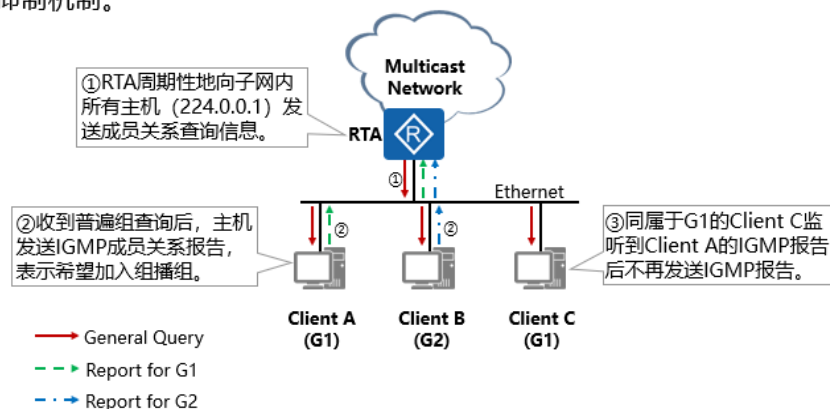 抑制机制。
Multicast
Network
①RTA周期性地向子网内
所有主机（224.0.0.1）发
送成员关系查询信息。
RTA
R
①
Ethernet
②收到普遍组查询后，主机
发送IGMP成员关系报告，
表示希望加入组播组。
②
②
③同属于G1的Client C监
听到Client A的IGMP报告
后不再发送IGMP报告。
Client A
(G1)
Client B
(G2)
Client C
(G1)
General Query
Report for G1
Report for G2